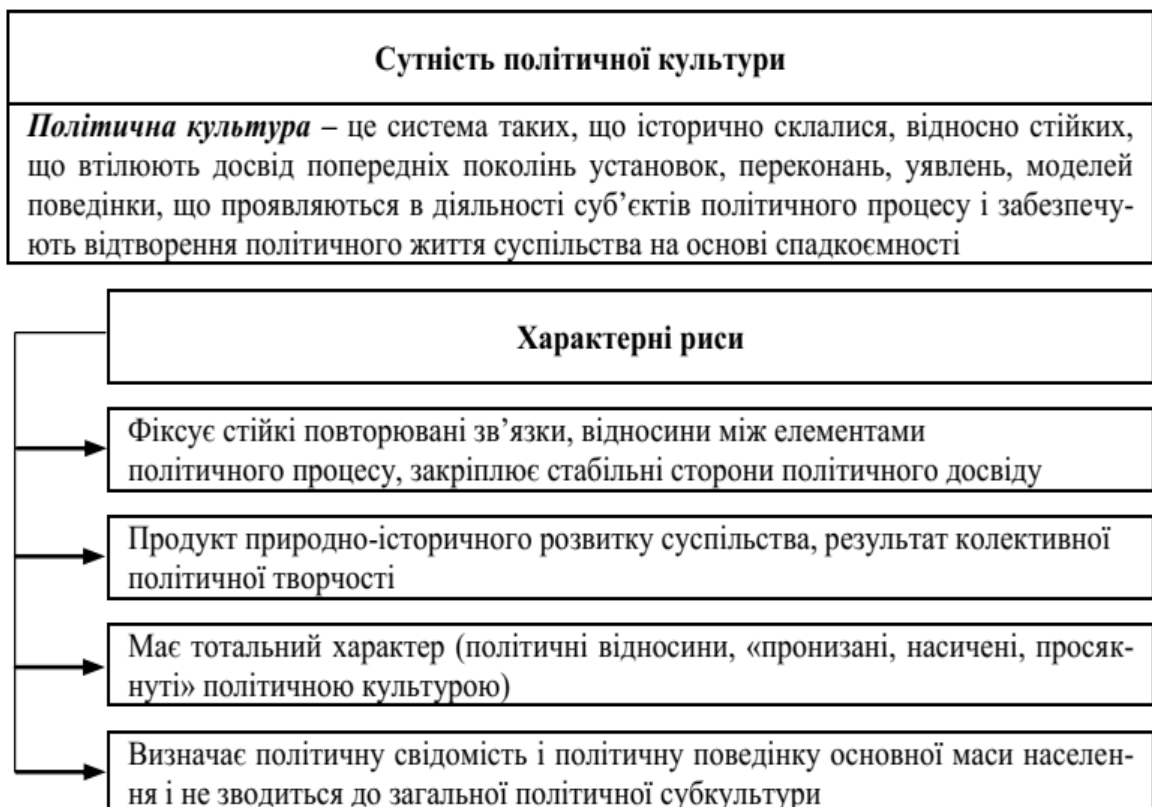 Сутність політичної культури
Політична культура – це система таких, що історично склалися, відносно стійких,
що втілюють досвід попередніх поколінь установок, переконань, уявлень, моделей
поведінки, що проявляються в діяльності суб’єктів політичного процесу і забезпечу-
ють відтворення політичного життя суспільства на основі спадкоємності
Характерні риси
Фіксує стійкі повторювані зв’язки, відносини між елементами
політичного процесу, закріплює стабільні сторони політичного досвіду
Продукт природно-історичного розвитку суспільства, результат колективної
політичної творчості
Має тотальний характер (політичні відносини, «пронизані, насичені, просяк-
нуті» політичною культурою)
Визначає політичну свідомість і політичну поведінку основної маси населен-
ня і не зводиться до загальної політичної субкультури